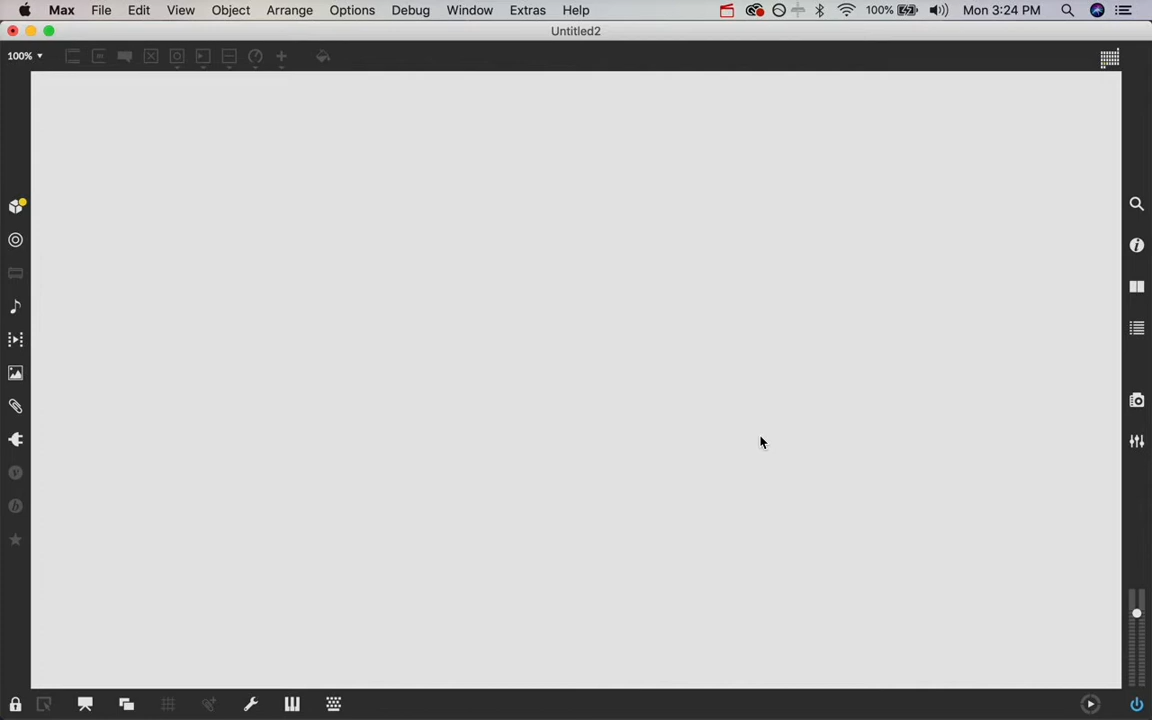 Max File Edit View Object Arrange Options Debug Window Extras Help 100% Mon 3:24 PM
Untitled2
100%